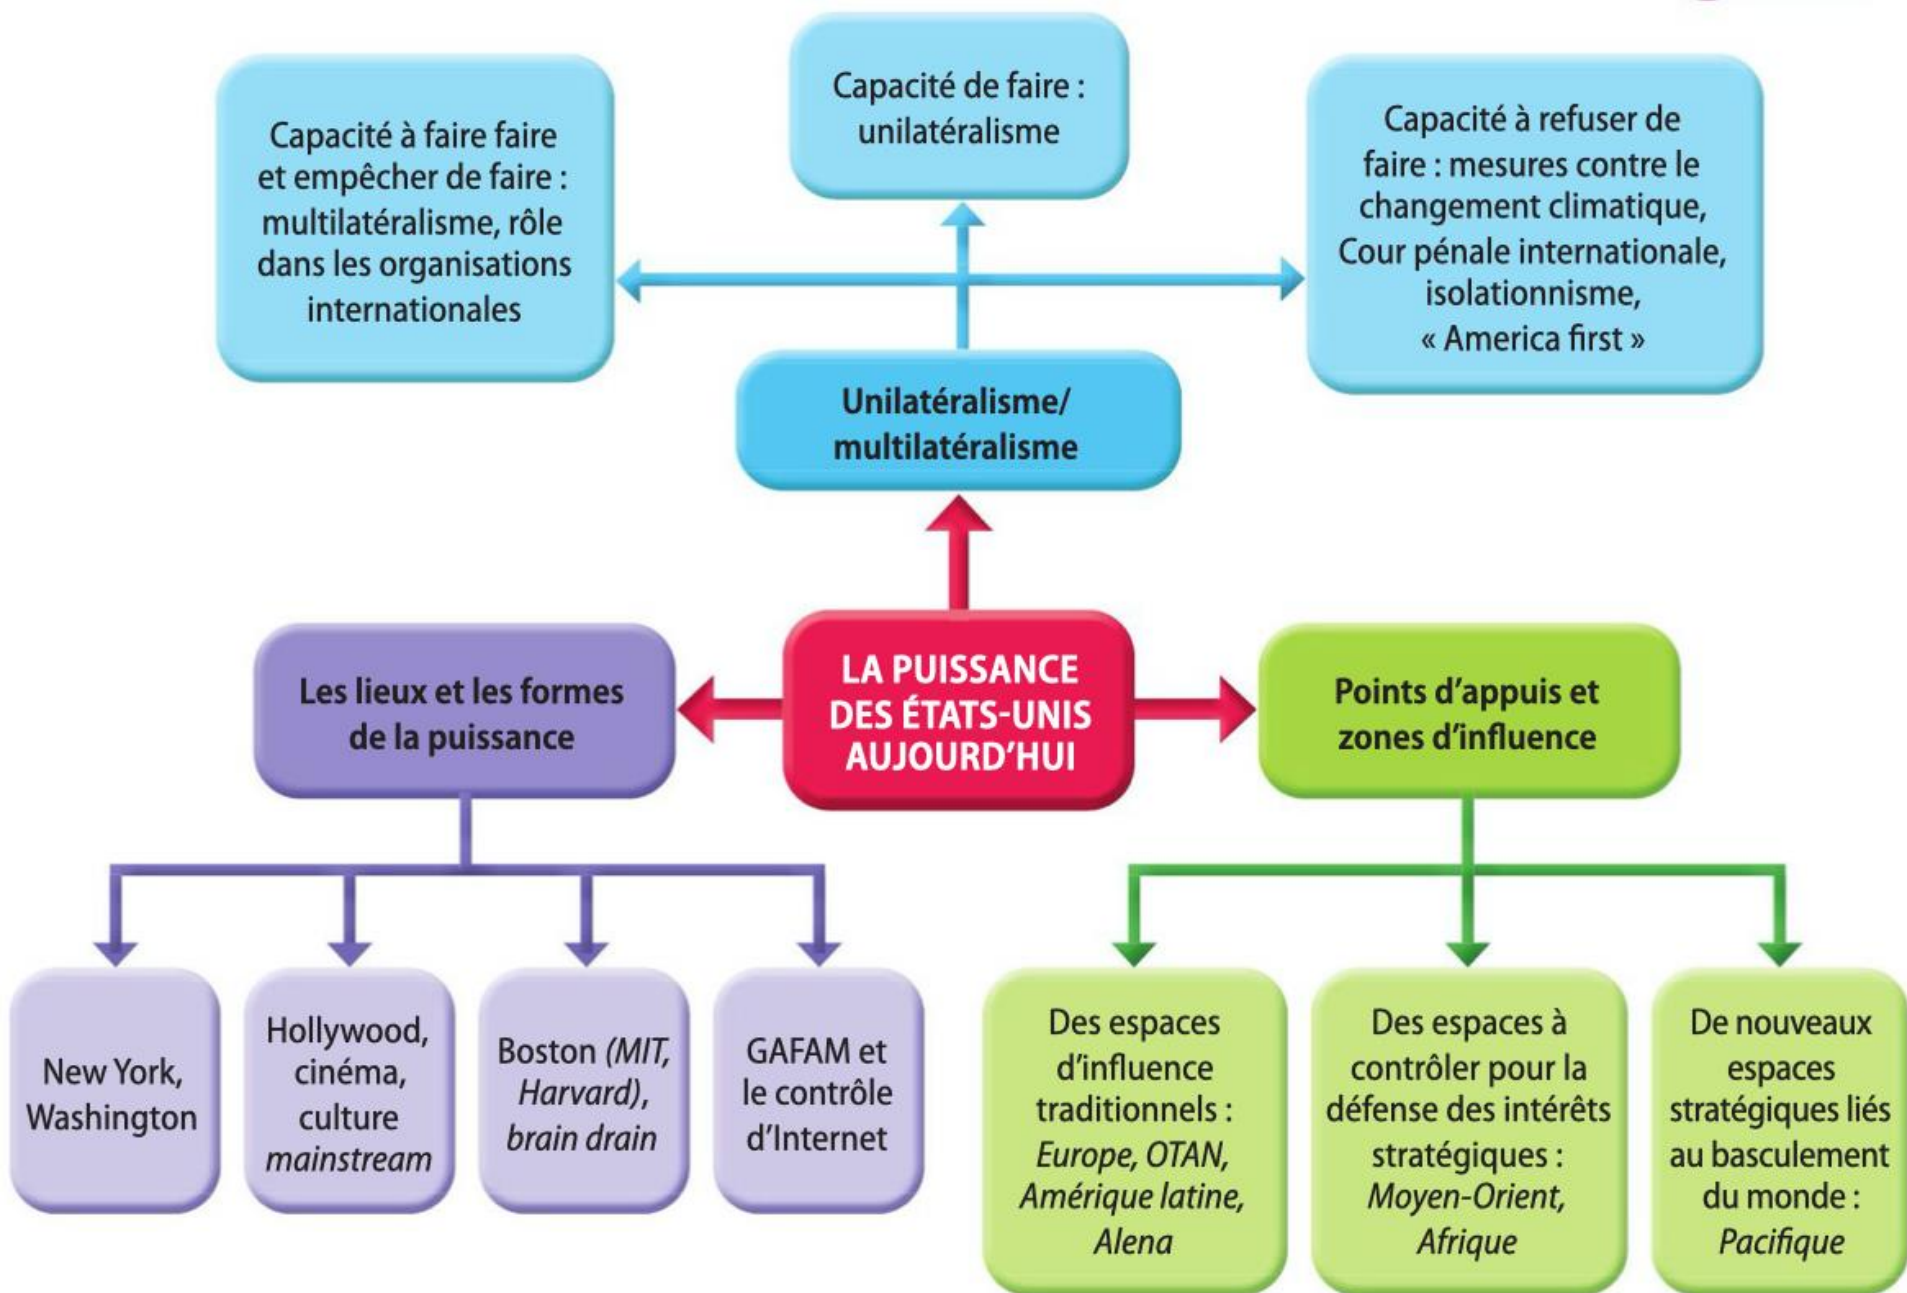 Capacité à faire faire
et empêcher de faire :
multilatéralisme, rôle
dans les organisations
internationales
Capacité de faire :
unilatéralisme
Capacité à refuser de
faire : mesures contre le
changement climatique,
Cour pénale internationale,
isolationnisme,
« America first »
Unilatéralisme/
multilatéralisme
Les lieux et les formes
de la puissance
LA PUISSANCE
DES ÉTATS-UNIS
AUJOURD’HUI
Points d’appuis et
zones d’influence
New York,
Washington
Hollywood,
cinéma,
culture
mainstream
Boston (MIT,
Harvard),
brain drain
GAFAM et
le contrôle
d’Internet
Des espaces
d’influence
traditionnels :
Europe, OTAN,
Amérique latine,
Alena
Des espaces à
contrôler pour la
défense des intérêts
stratégiques :
Moyen-Orient,
Afrique
De nouveaux
espaces
stratégiques liés
au basculement
du monde :
Pacifique